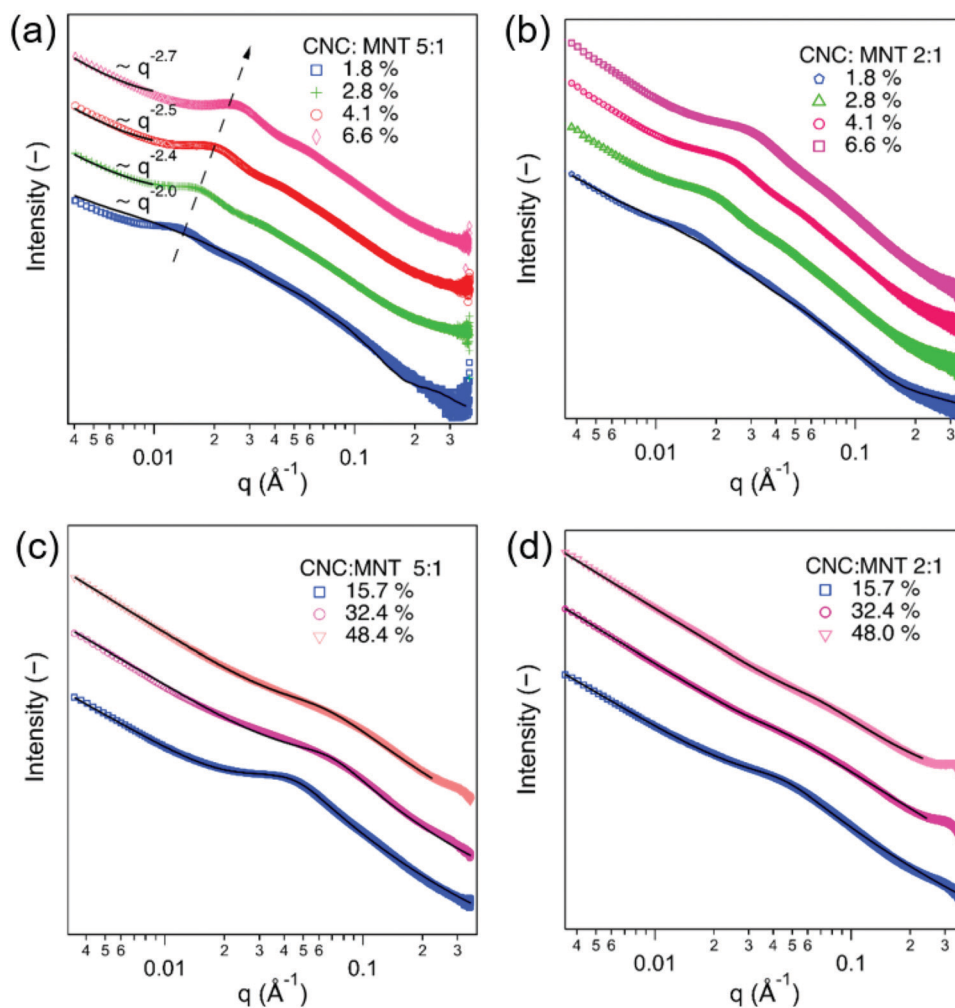 (a)
CNC: MNT 5:1
1.8 %
2.8 %
4.1 %
6.6 %
~ q^-2.7
~ q^-2.5
~ q^-2.4
~ q^-2.0
Intensity (−)
4 5 6 2 3 4 5 6 2 3
0.01 0.1
q (Å^-1)
(b)
CNC: MNT 2:1
1.8 %
2.8 %
4.1 %
6.6 %
Intensity (−)
4 5 6 2 3 4 5 6 2 3
0.01 0.1
q (Å^-1)
(c)
CNC:MNT 5:1
15.7 %
32.4 %
48.4 %
Intensity (−)
4 5 6 2 3 4 5 6 2 3
0.01 0.1
q (Å^-1)
(d)
CNC:MNT 2:1
15.7 %
32.4 %
48.0 %
Intensity (−)
4 5 6 2 3 4 5 6 2 3
0.01 0.1
q (Å^-1)